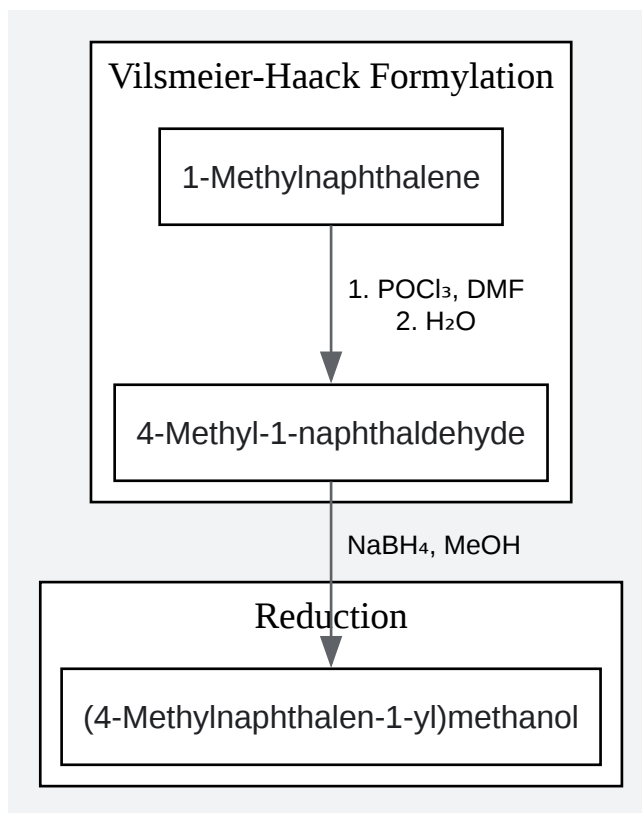 Vilsmeier-Haack Formylation
1-Methylnaphthalene
1. POCl₃, DMF
2. H₂O
4-Methyl-1-naphthaldehyde
NaBH₄, MeOH
Reduction
(4-Methylnaphthalen-1-yl)methanol